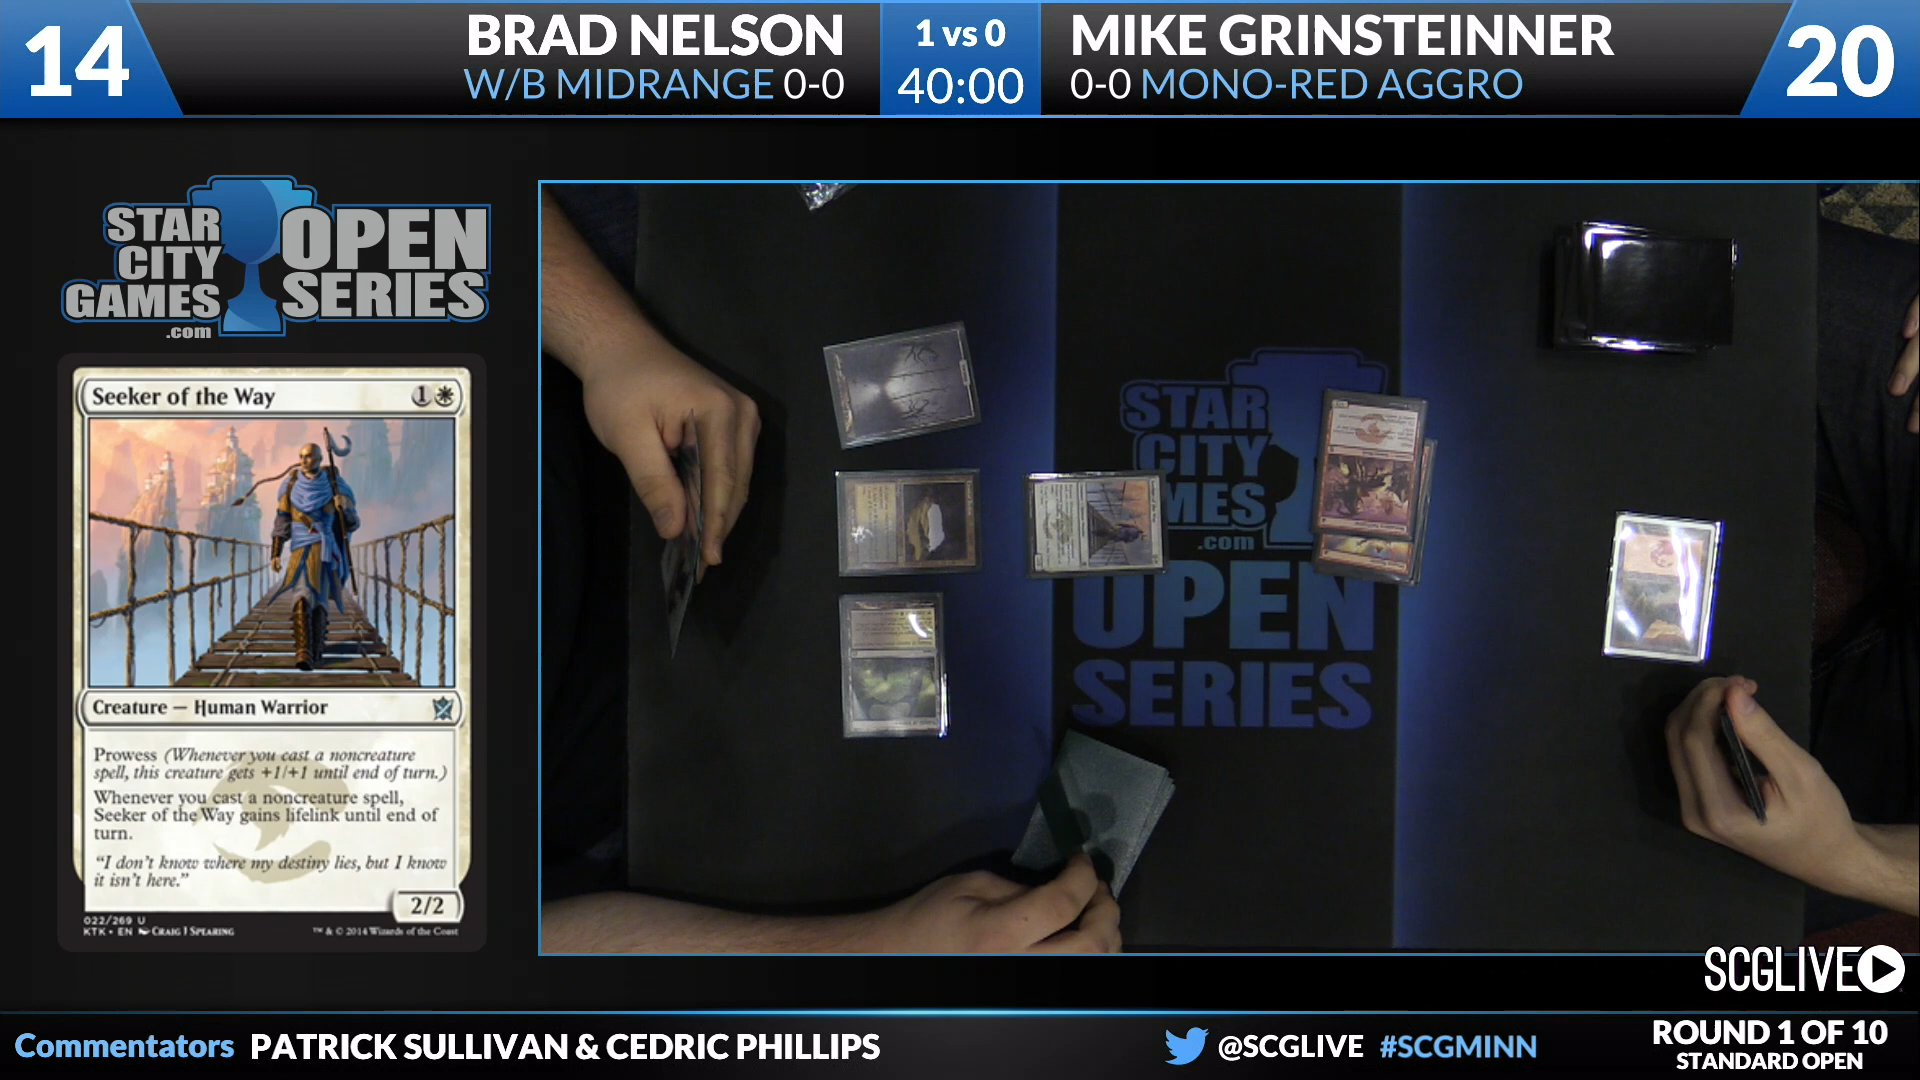 14
BRAD NELSON
W/B MIDRANGE 0-0
1 vs 0
40:00
MIKE GRINSTEINNER
0-0 MONO-RED AGGRO
20
STAR CITY GAMES .com
OPEN SERIES
Seeker of the Way 1
Creature — Human Warrior
Prowess (Whenever you cast a noncreature
spell, this creature gets +1/+1 until end of turn.)
Whenever you cast a noncreature spell,
Seeker of the Way gains lifelink until end of
turn.
"I don't know where my destiny lies, but I know
it isn't here."
2/2
022/269 U
KTK • EN CRAIG J SPEARING
™ & © 2014 Wizards of the Coast
STAR
CITY
MES
.com
OPEN
SERIES
SCGLIVE
Commentators PATRICK SULLIVAN & CEDRIC PHILLIPS
@SCGLIVE #SCGMINN
ROUND 1 OF 10
STANDARD OPEN